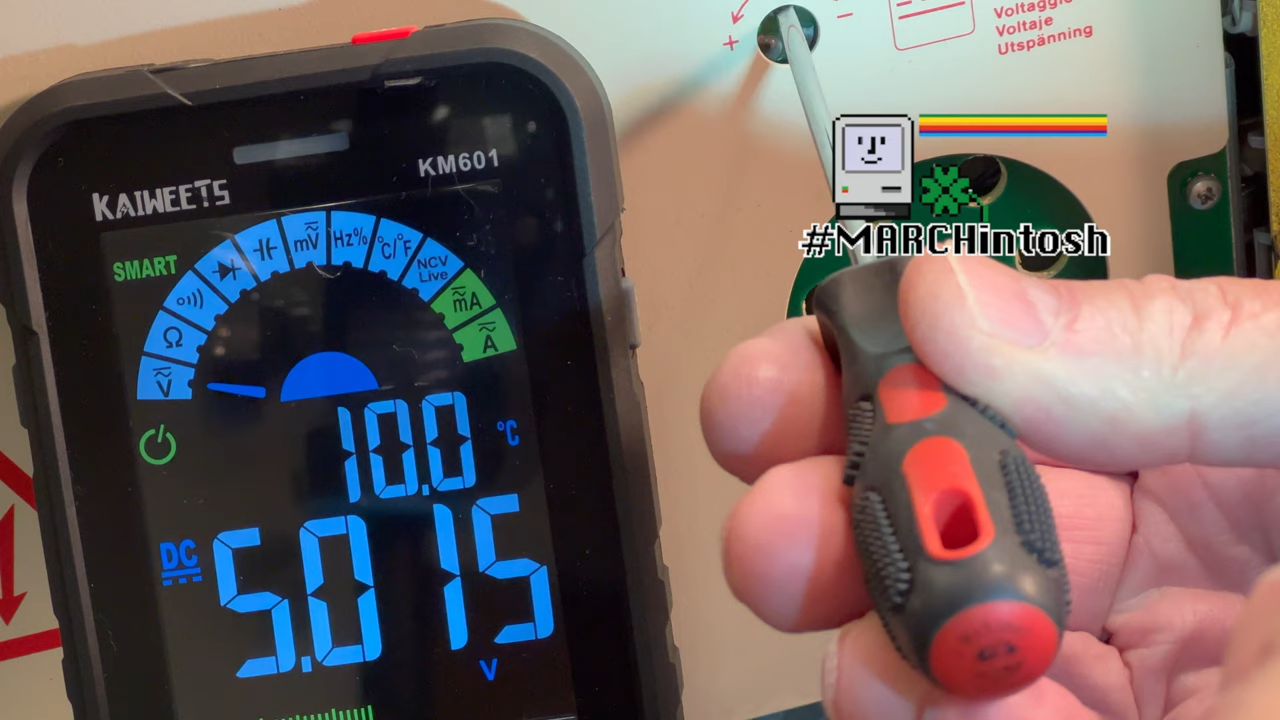 KAIWEETS
KM601
SMART
V
Ω
mV
Hz%
°C/°F
NCV
Live
mA
A
10.0 °C
DC
5.015
V
+
−
Voltaggio
Voltaje
Utspänning
#MARCHintosh